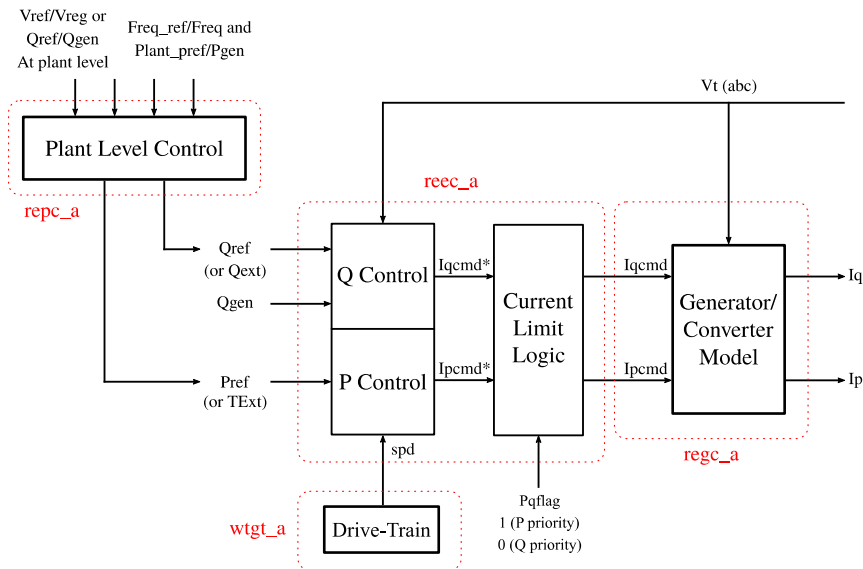 Vref/Vreg or
Qref/Qgen
At plant level
Freq_ref/Freq and
Plant_pref/Pgen
Vt (abc)
Plant Level Control
repc_a
reec_a
regc_a
Qref
(or Qext)
Qgen
Q Control
Iqcmd*
Current
Limit
Logic
Iqcmd
Generator/
Converter
Model
Iq
Pref
(or TExt)
P Control
Ipcmd*
Ipcmd
Ip
spd
wtgt_a
Drive-Train
Pqflag
1 (P priority)
0 (Q priority)